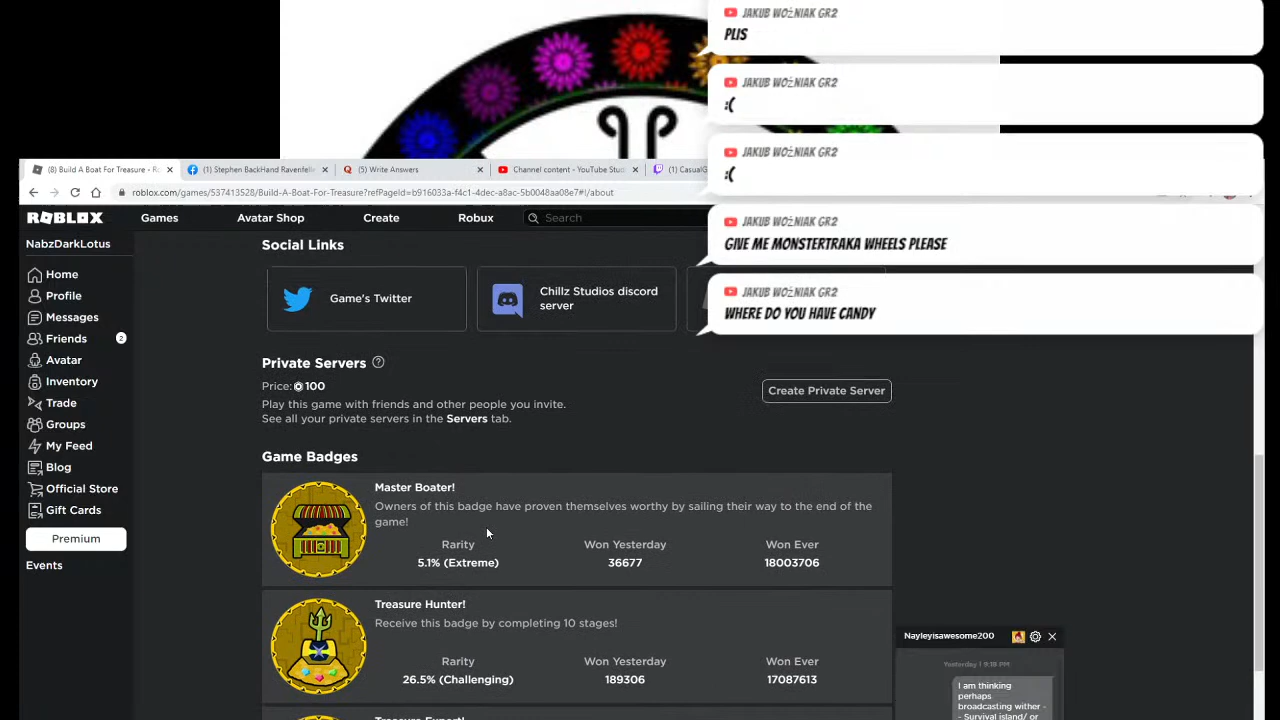 JAKUB WOŹNIAK GR2
PLIS
JAKUB WOŹNIAK GR2
:(
JAKUB WOŹNIAK GR2
:(
JAKUB WOŹNIAK GR2
GIVE ME MONSTERTRAKA WHEELS PLEASE
JAKUB WOŹNIAK GR2
WHERE DO YOU HAVE CANDY
(8) Build A Boat For Treasure - Ro
(1) Stephen BackHand Ravenfell
(5) Write Answers
Channel content - YouTube Stud
CasualG
roblox.com/games/537413528/Build-A-Boat-For-Treasure?refPageId=b916033a-f4c1-4dec-a8ac-5b0048aa08e7#!/about
ROBLOX
Games
Avatar Shop
Create
Robux
Search
NabzDarkLotus
Home
Profile
Messages
Friends
2
Avatar
Inventory
Trade
Groups
My Feed
Blog
Official Store
Gift Cards
Premium
Events
Social Links
Game's Twitter
Chillz Studios discord
server
Private Servers
Price: 100
Play this game with friends and other people you invite.
See all your private servers in the Servers tab.
Create Private Server
Game Badges
Master Boater!
Owners of this badge have proven themselves worthy by sailing their way to the end of the
game!
Rarity
Won Yesterday
Won Ever
5.1% (Extreme)
36677
18003706
Treasure Hunter!
Receive this badge by completing 10 stages!
Rarity
Won Yesterday
Won Ever
26.5% (Challenging)
189306
17087613
Treasure Expert!
Nayleyisawesome200
Yesterday | 9:18 PM
I am thinking
perhaps
broadcasting wither -
- Survival island/ or